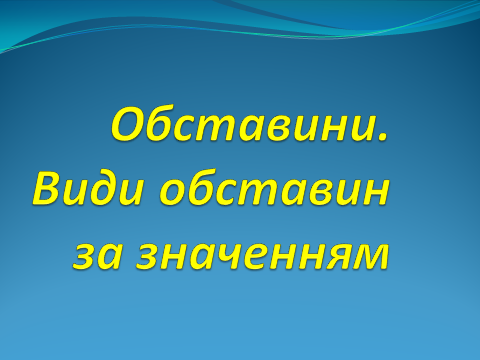 Обставини.
Види обставин
за значенням